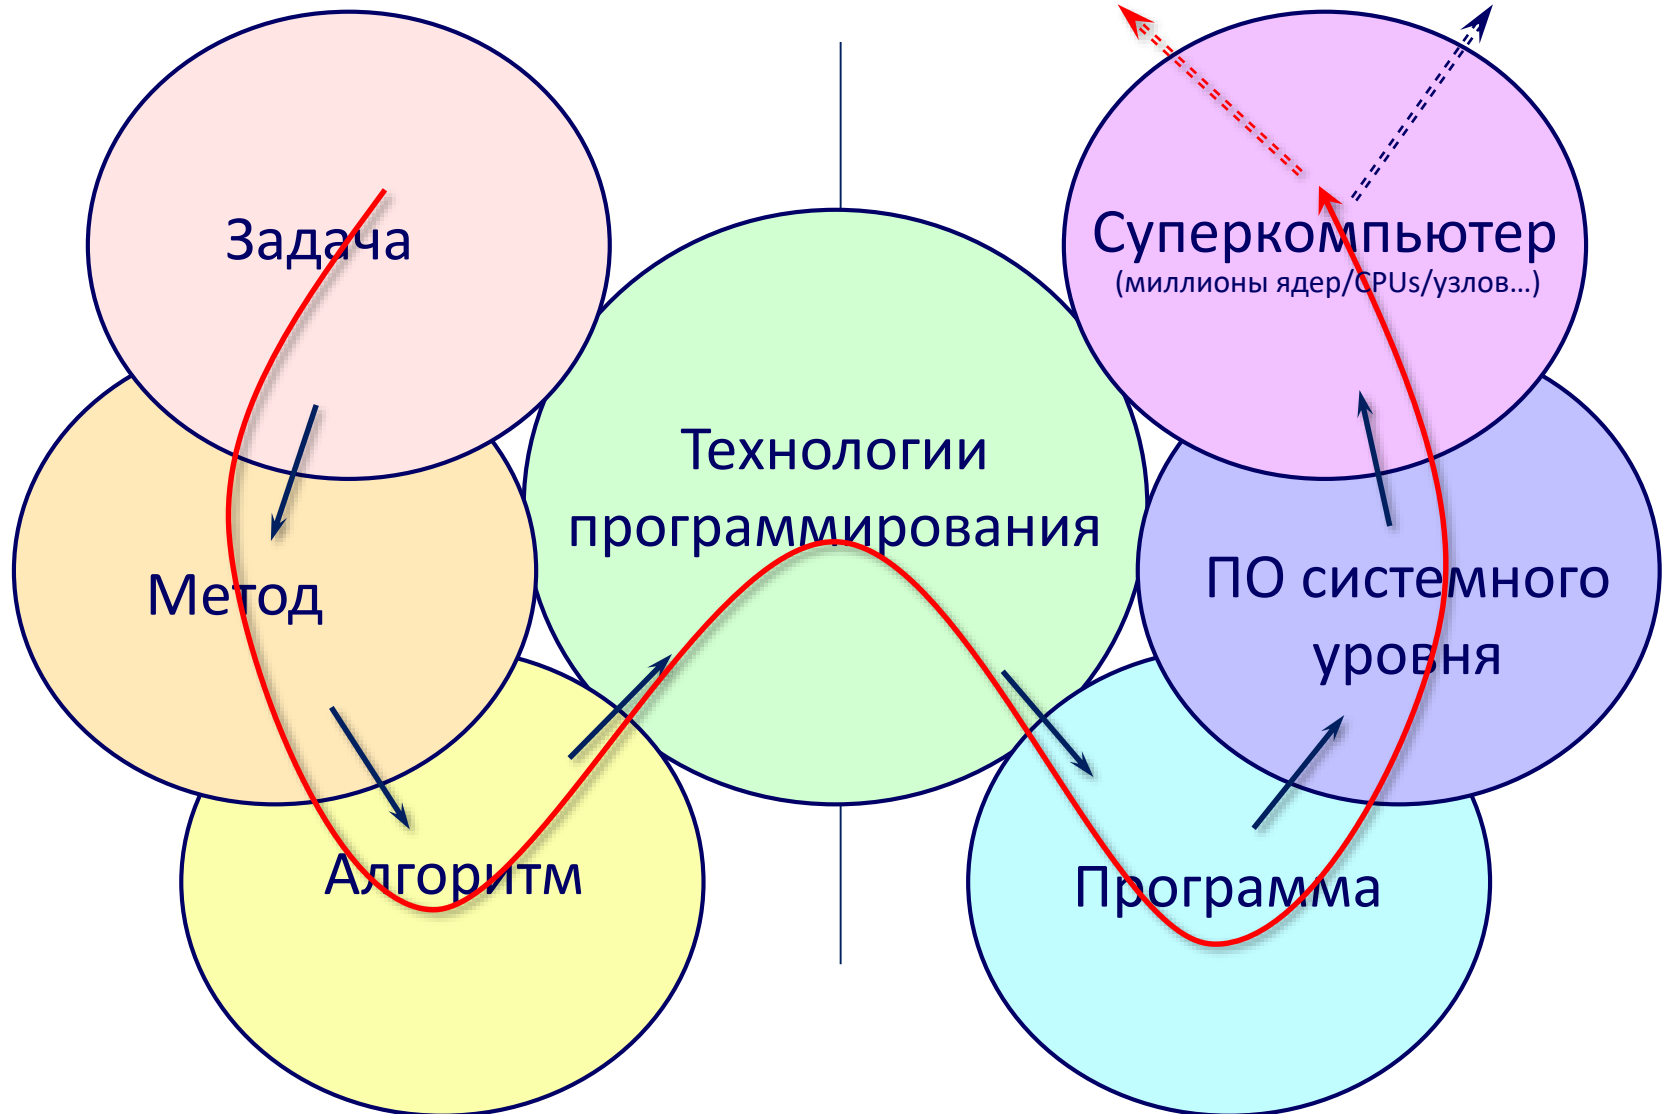 Задача
Метод
Алгоритм
Технологии
программирования
Программа
ПО системного
уровня
Суперкомпьютер
(миллионы ядер/CPUs/узлов...)